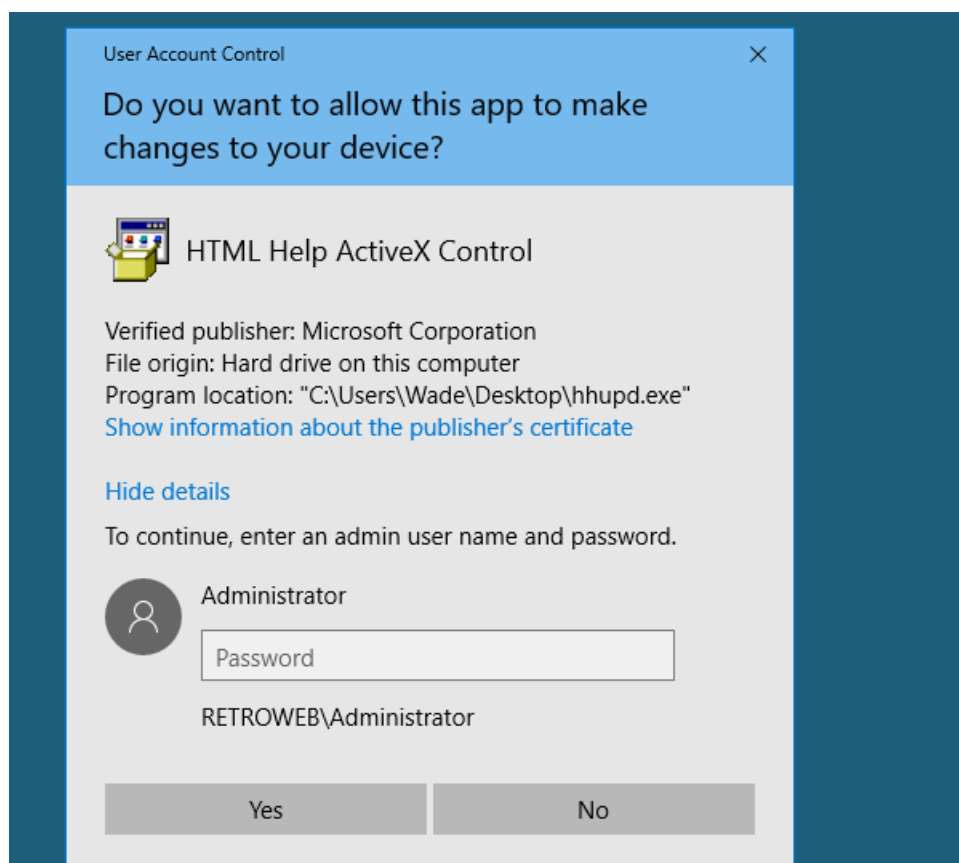 User Account Control
Do you want to allow this app to make
changes to your device?
HTML Help ActiveX Control
Verified publisher: Microsoft Corporation
File origin: Hard drive on this computer
Program location: "C:\Users\Wade\Desktop\hhupd.exe"
Show information about the publisher’s certificate
Hide details
To continue, enter an admin user name and password.
Administrator
Password
RETROWEB\Administrator
Yes
No